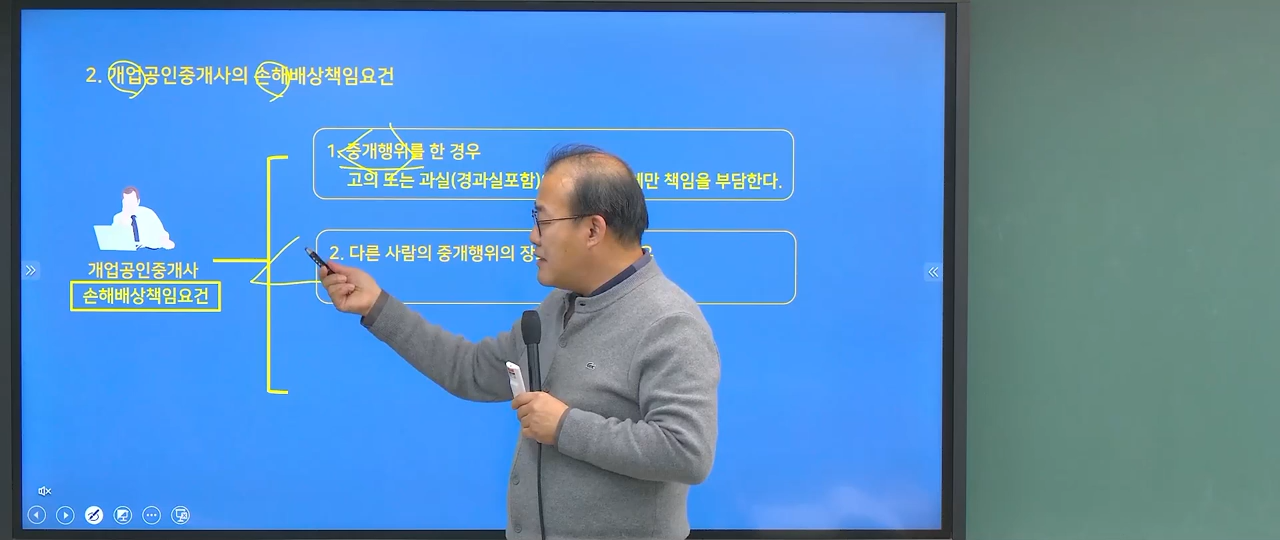 2. 개업공인중개사의 손해배상책임요건
1. 중개행위를 한 경우
고의 또는 과실(경과실포함) 만 책임을 부담한다.
2. 다른 사람의 중개행위의
개업공인중개사
손해배상책임요건